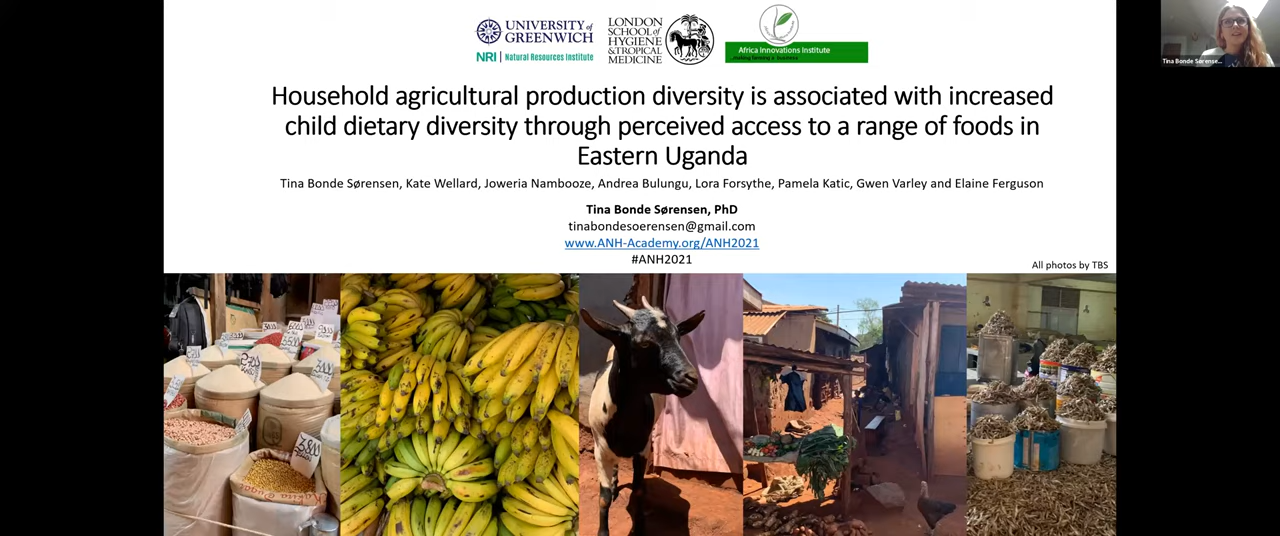 UNIVERSITY of
GREENWICH
NRI | Natural Resources Institute
LONDON
SCHOOL of
HYGIENE
& TROPICAL
MEDICINE
Africa Innovations Institute
Tina Bonde Sørense...
Household agricultural production diversity is associated with increased
child dietary diversity through perceived access to a range of foods in
Eastern Uganda
Tina Bonde Sørensen, Kate Wellard, Joweria Nambooze, Andrea Bulungu, Lora Forsythe, Pamela Katic, Gwen Varley and Elaine Ferguson
Tina Bonde Sørensen, PhD
tinabondesoerensen@gmail.com
www.ANH-Academy.org/ANH2021
#ANH2021
All photos by TBS